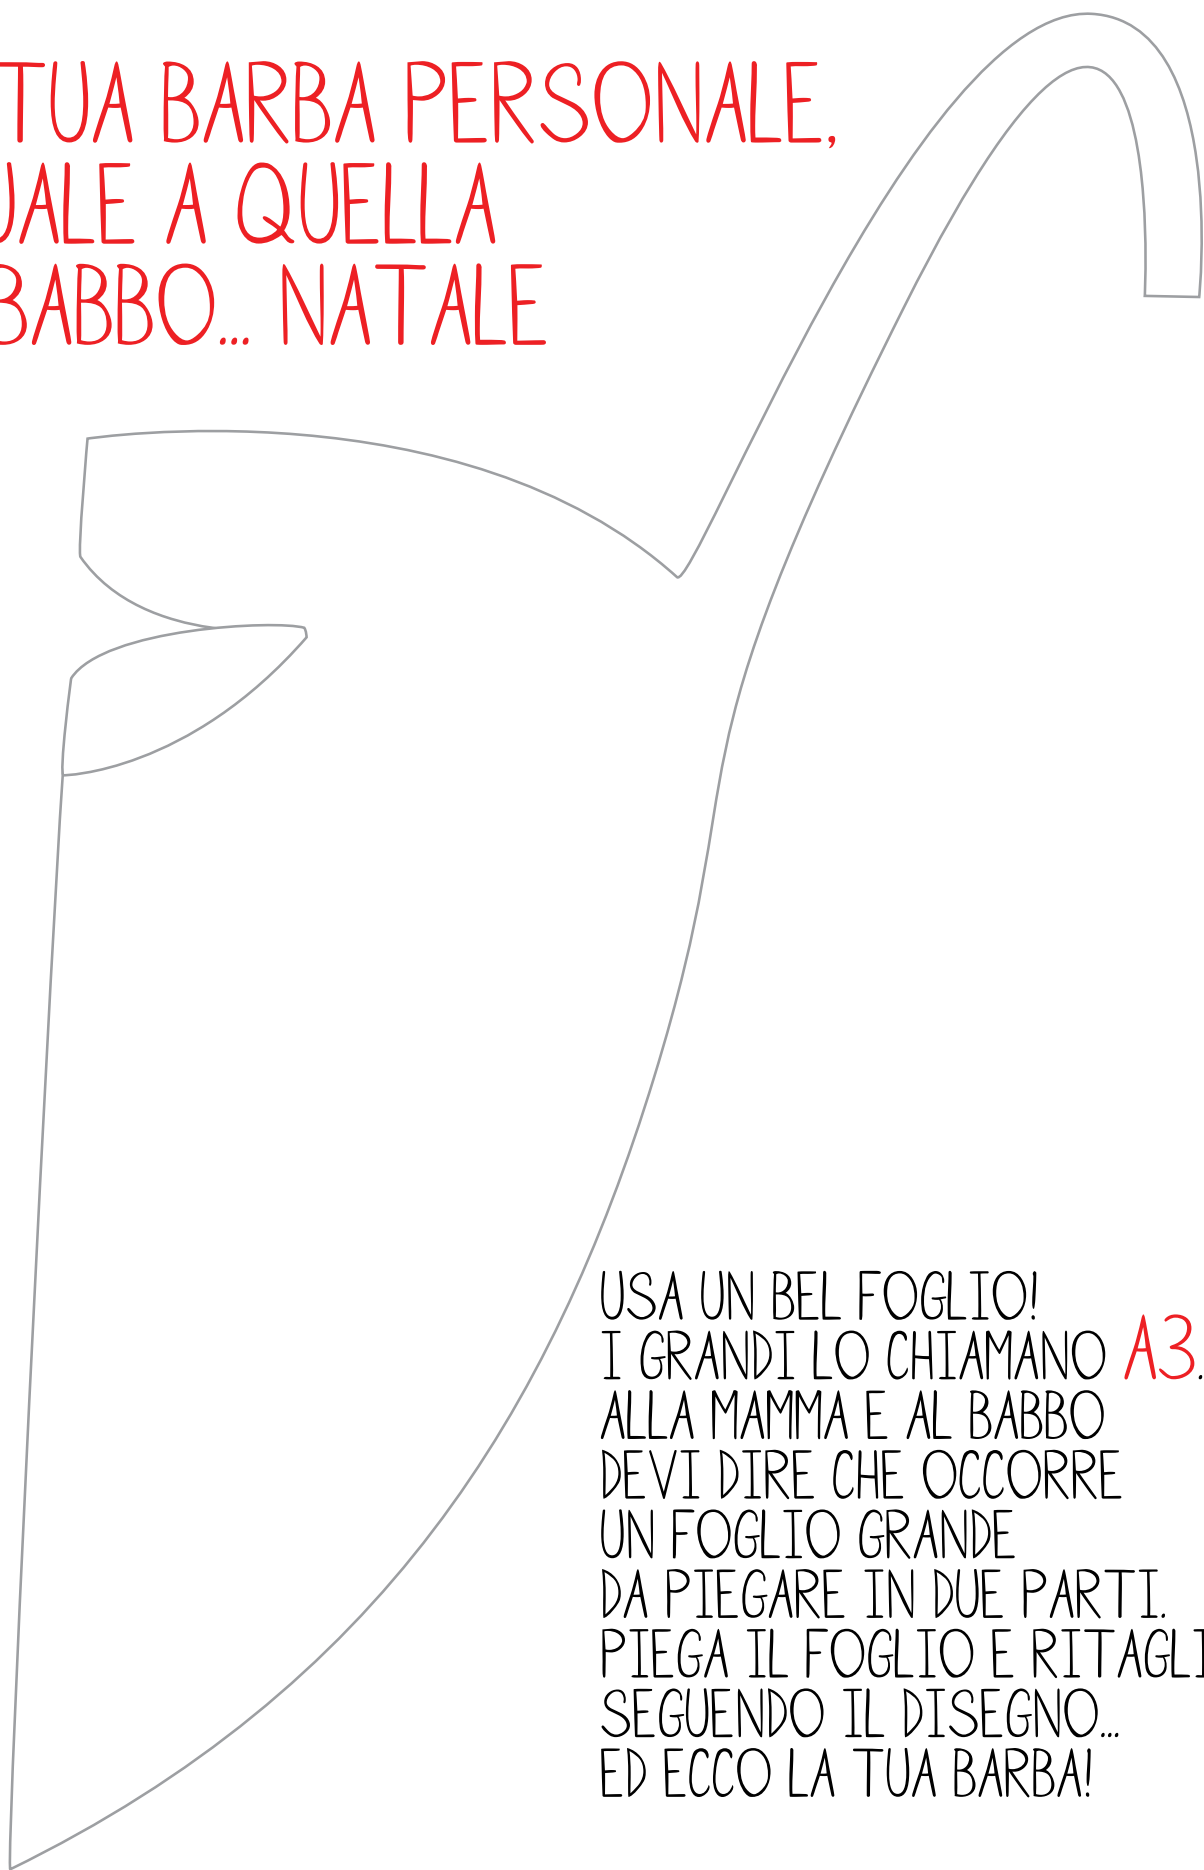 TUA BARBA PERSONALE,
UALE A QUELLA
BABBO... NATALE
USA UN BEL FOGLIO!
I GRANDI LO CHIAMANO A3.
ALLA MAMMA E AL BABBO
DEVI DIRE CHE OCCORRE
UN FOGLIO GRANDE
DA PIEGARE IN DUE PARTI.
PIEGA IL FOGLIO E RITAGLI
SEGUENDO IL DISEGNO...
ED ECCO LA TUA BARBA!